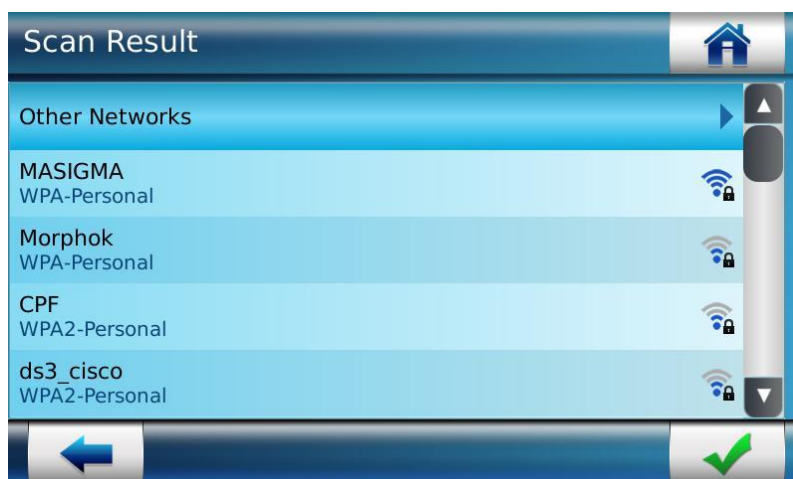 Scan Result
Other Networks
MASIGMA
WPA-Personal
Morphok
WPA-Personal
CPF
WPA2-Personal
ds3_cisco
WPA2-Personal